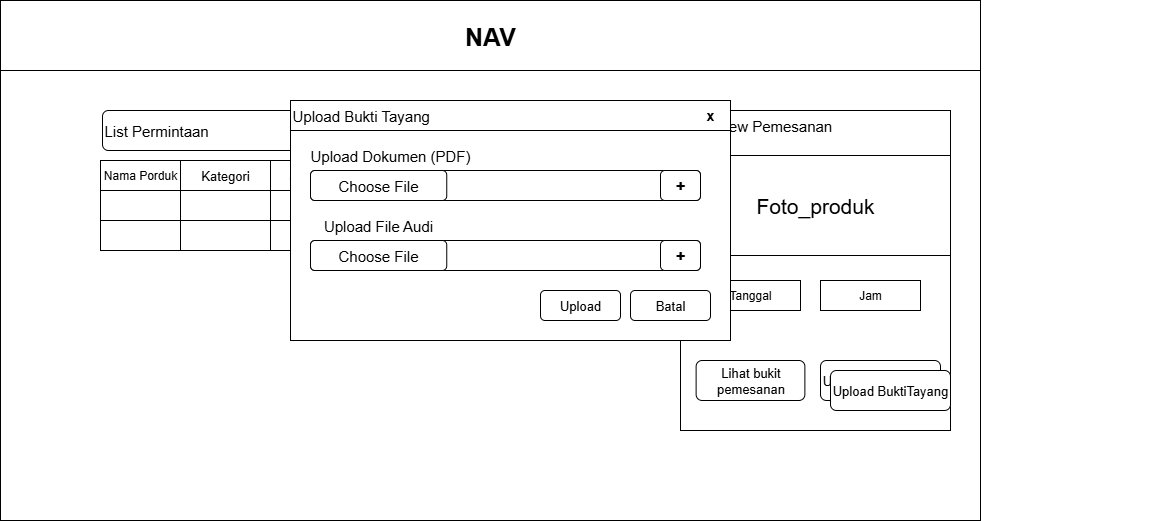 NAV
List Permintaan
Nama Porduk
Kategori
Upload Bukti Tayang
x
Upload Dokumen (PDF)
Choose File
+
Upload File Audi
Choose File
+
Upload
Batal
ew Pemesanan
Foto_produk
Tanggal
Jam
Lihat bukit
pemesanan
U
Upload BuktiTayang